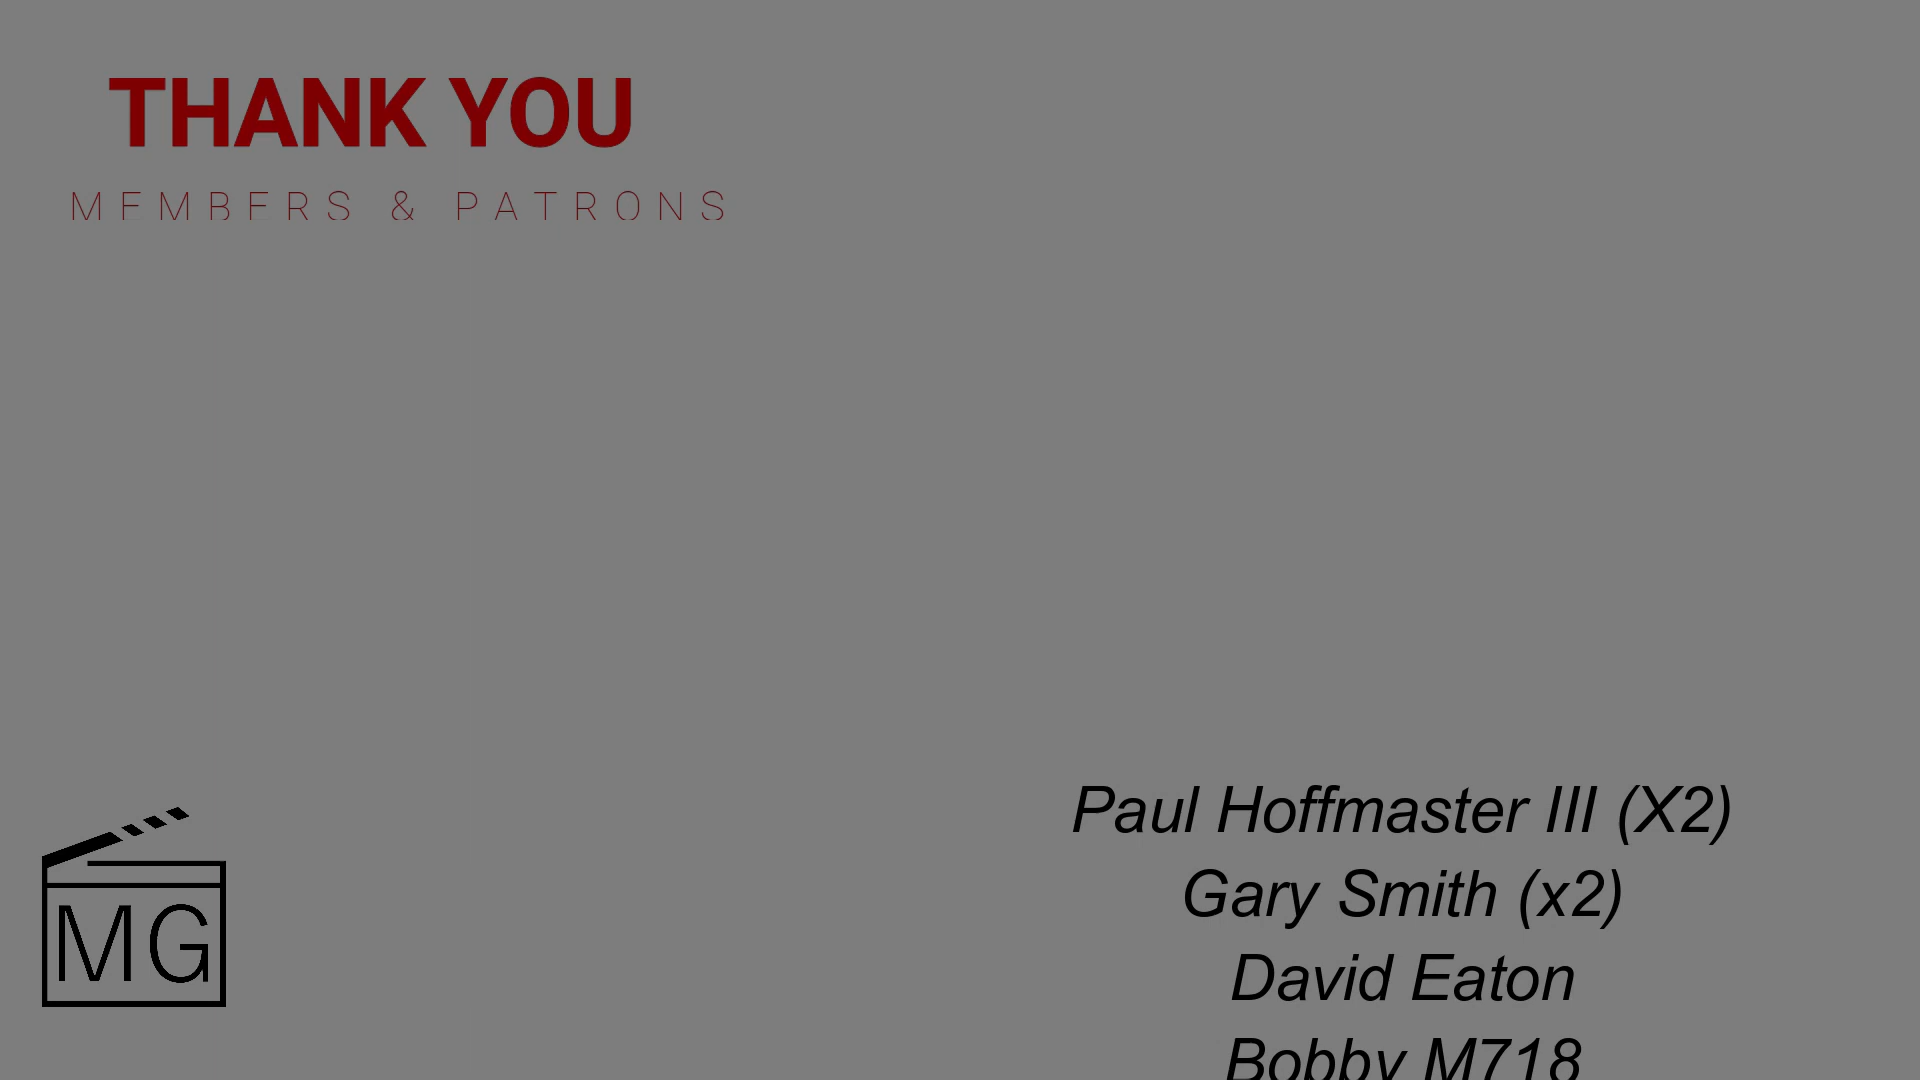 THANK YOU
MEMBERS & PATRONS
Paul Hoffmaster III (X2)
Gary Smith (x2)
David Eaton
Bobby M718
MG